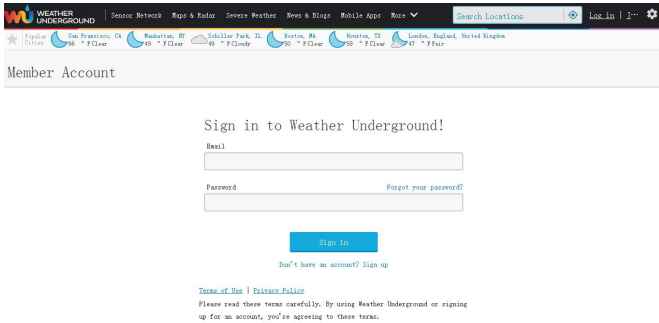 WEATHER UNDERGROUND
Sensor Network Maps & Radar Severe Weather News & Blogs Mobile Apps More
Search Locations
Log in | J...
Popular Cities
San Francisco, CA
66 °F Clear
Manhattan, NY
49 °F Clear
Schiller Park, IL
49 °F Cloudy
Boston, MA
50 °F Clear
Houston, TX
58 °F Clear
London, England, United Kingdom
47 °F Fair
Member Account
Sign in to Weather Underground!
Email
Password Forgot your password?
Sign in
Don't have an account? Sign up
Terms of Use | Privacy Policy
Please read these terms carefully. By using Weather Underground or signing
up for an account, you're agreeing to these terms.